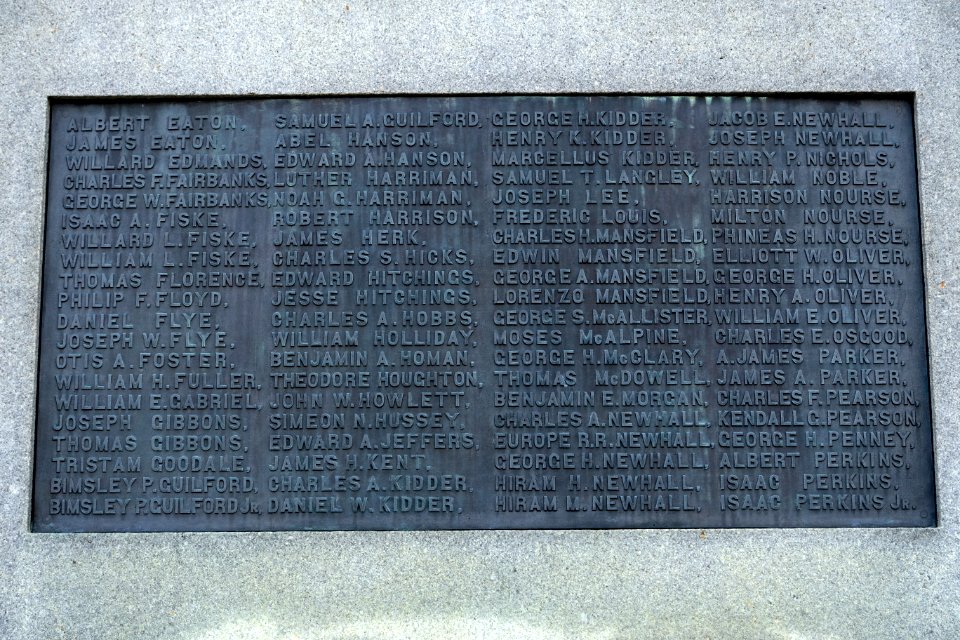 ALBERT EATON,
JAMES EATON,
WILLARD EDMANDS,
CHARLES F. FAIRBANKS,
GEORGE W. FAIRBANKS,
ISAAC A. FISKE,
WILLARD L. FISKE,
WILLIAM L. FISKE,
THOMAS FLORENCE,
PHILIP F. FLOYD,
DANIEL FLYE,
JOSEPH W. FLYE,
OTIS A. FOSTER,
WILLIAM H. FULLER,
WILLIAM E. GABRIEL,
JOSEPH GIBBONS,
THOMAS GIBBONS,
TRISTAM GOODALE,
BIMSLEY P. GUILFORD,
BIMSLEY P. GUILFORD JR,
SAMUEL A. GUILFORD,
ABEL HANSON,
EDWARD A. HANSON,
LUTHER HARRIMAN,
NOAH G. HARRIMAN,
ROBERT HARRISON,
JAMES HERK,
CHARLES S. HICKS,
EDWARD HITCHINGS,
JESSE HITCHINGS,
CHARLES A. HOBBS,
WILLIAM HOLLIDAY,
BENJAMIN A. HOMAN,
THEODORE HOUGHTON,
JOHN W. HOWLETT,
SIMEON N. HUSSEY,
EDWARD A. JEFFERS,
JAMES H. KENT,
CHARLES A. KIDDER,
DANIEL W. KIDDER,
GEORGE H. KIDDER,
HENRY K. KIDDER,
MARCELLUS KIDDER,
SAMUEL T. LANGLEY,
JOSEPH LEE,
FREDERIC LOUIS,
CHARLES H. MANSFIELD,
EDWIN MANSFIELD,
GEORGE A. MANSFIELD,
LORENZO MANSFIELD,
GEORGE S. McALLISTER,
MOSES McALPINE,
GEORGE H. McCLARY,
THOMAS McDOWELL,
BENJAMIN E. MORGAN,
CHARLES A. NEWHALL,
EUROPE R. R. NEWHALL,
GEORGE H. NEWHALL,
HIRAM H. NEWHALL,
HIRAM M. NEWHALL,
JACOB E. NEWHALL,
JOSEPH NEWHALL,
HENRY P. NICHOLS,
WILLIAM NOBLE,
HARRISON NOURSE,
MILTON NOURSE,
PHINEAS H. NOURSE,
ELLIOTT W. OLIVER,
GEORGE H. OLIVER,
HENRY A. OLIVER,
WILLIAM E. OLIVER,
CHARLES E. OSGOOD,
A. JAMES PARKER,
JAMES A. PARKER,
CHARLES F. PEARSON,
KENDALL G. PEARSON,
GEORGE H. PENNEY,
ALBERT PERKINS,
ISAAC PERKINS,
ISAAC PERKINS JR.